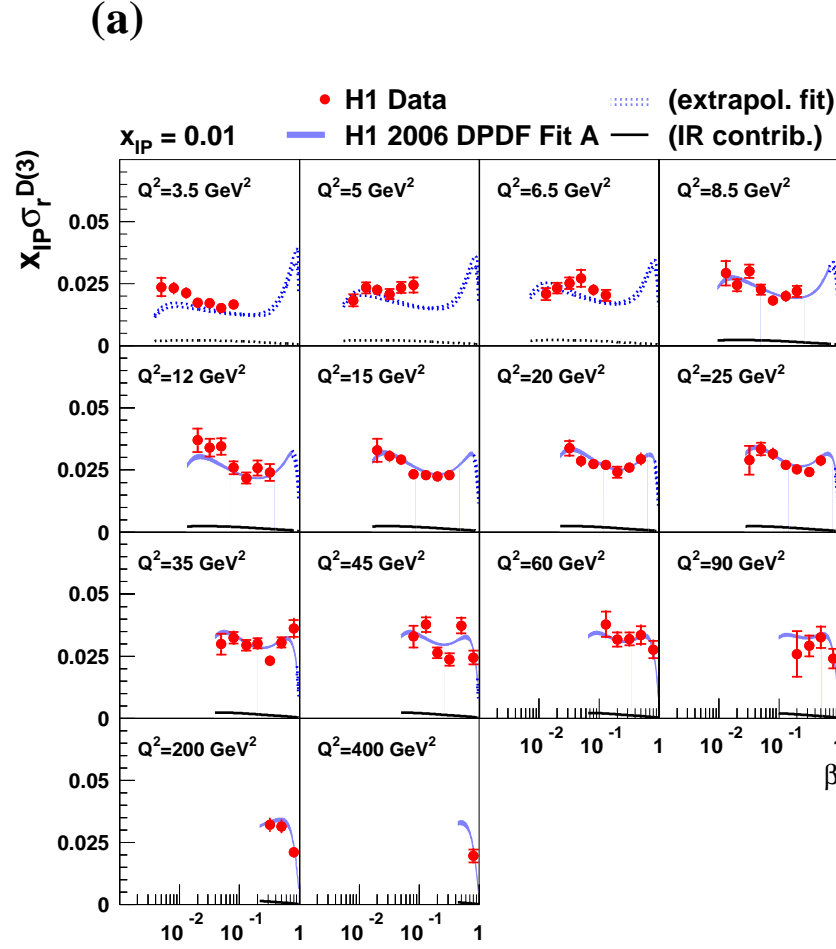 (a)
H1 Data
(extrapol. fit)
x_IP = 0.01
H1 2006 DPDF Fit A
(IR contrib.)
x_IP σ_r^D(3)
Q²=3.5 GeV²
Q²=5 GeV²
Q²=6.5 GeV²
Q²=8.5 GeV²
0.05
0.025
0
Q²=12 GeV²
Q²=15 GeV²
Q²=20 GeV²
Q²=25 GeV²
0.05
0.025
0
Q²=35 GeV²
Q²=45 GeV²
Q²=60 GeV²
Q²=90 GeV²
0.05
0.025
0
10⁻² 10⁻¹ 1 10⁻² 10⁻¹ 1
β
Q²=200 GeV²
Q²=400 GeV²
0.05
0.025
0
10⁻² 10⁻¹ 1 10⁻² 10⁻¹ 1